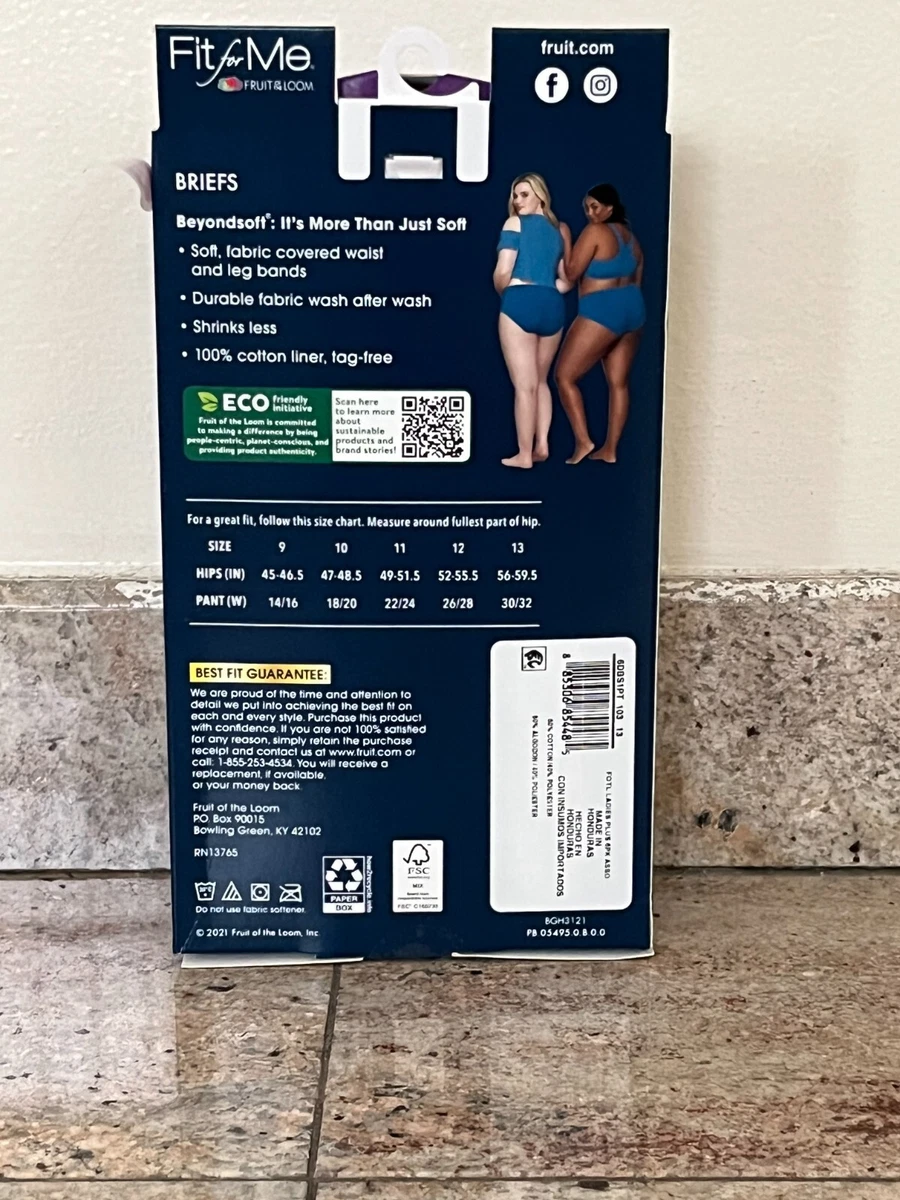 Fit for Me®
FRUIT OF THE LOOM
fruit.com
BRIEFS
Beyondsoft®: It's More Than Just Soft
• Soft, fabric covered waist
and leg bands
• Durable fabric wash after wash
• Shrinks less
• 100% cotton liner, tag-free
ECO friendly
initiative
Fruit of the Loom is committed
to making a difference by being
people-centric, planet-conscious, and
providing product authenticity.
Scan here
to learn more
about
sustainable
products and
brand stories!
For a great fit, follow this size chart. Measure around fullest part of hip.
SIZE 9 10 11 12 13
HIPS (IN) 45-46.5 47-48.5 49-51.5 52-55.5 56-59.5
PANT (W) 14/16 18/20 22/24 26/28 30/32
BEST FIT GUARANTEE:
We are proud of the time and attention to
detail we put into achieving the best fit on
each and every style. Purchase this product
with confidence. If you are not 100% satisfied
for any reason, simply retain the purchase
receipt and contact us at www.fruit.com or
call: 1-855-253-4534. You will receive a
replacement, if available,
or your money back.
Fruit of the Loom
P.O. Box 90015
Bowling Green, KY 42102
RN13765
Do not use fabric softener.
© 2021 Fruit of the Loom, Inc.
how2recycle.info
PAPER
BOX
FSC
MIX
6DBS1PT 103 13
8 85306 85448 5
FOTL LADIES PLUS 6PK ASSO
MADE IN
HONDURAS
HECHO EN
HONDURAS
CON INSUMOS IMPORTADOS
60% COTTON/40% POLYESTER
60% ALGODON/40% POLIESTER
BGH3121
PB 05495.0.B.0.0